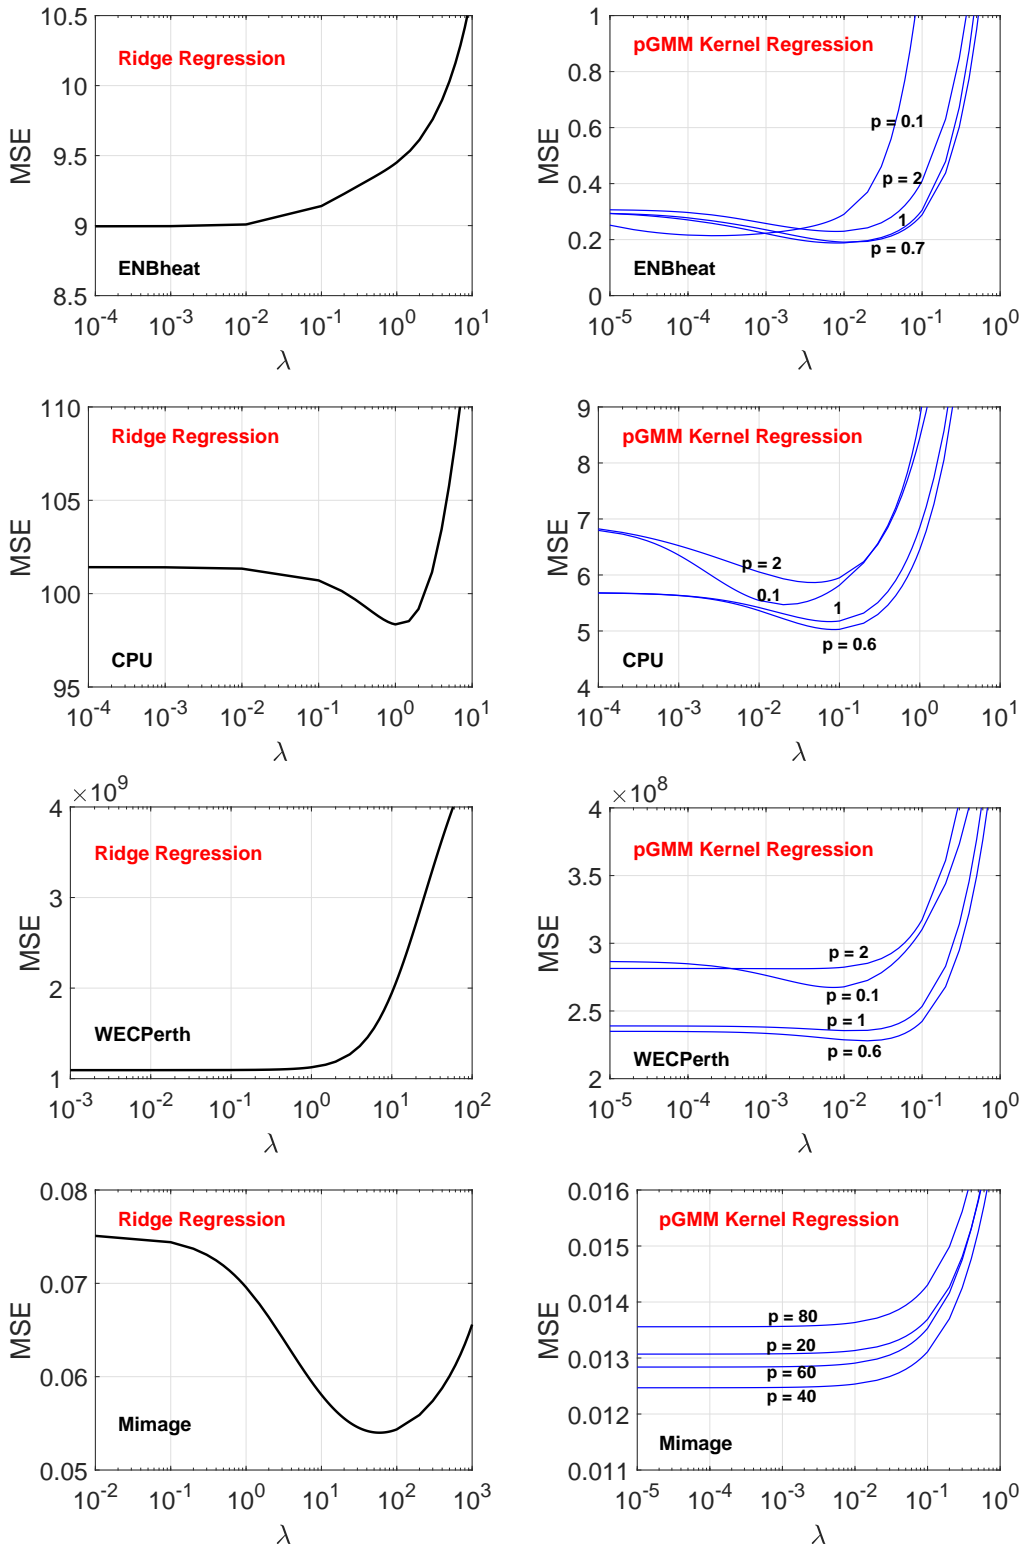 10.5
10
9.5
9
8.5
MSE
Ridge Regression
ENBheat
10^-4 10^-3 10^-2 10^-1 10^0 10^1
λ
1
0.8
0.6
0.4
0.2
0
MSE
pGMM Kernel Regression
p = 0.1
p = 2
1
p = 0.7
ENBheat
10^-5 10^-4 10^-3 10^-2 10^-1 10^0
λ
110
105
100
95
MSE
Ridge Regression
CPU
10^-4 10^-3 10^-2 10^-1 10^0 10^1
λ
9
8
7
6
5
4
MSE
pGMM Kernel Regression
p = 2
0.1
1
p = 0.6
CPU
10^-4 10^-3 10^-2 10^-1 10^0 10^1
λ
×10^9
4
3
2
1
MSE
Ridge Regression
WECPerth
10^-3 10^-2 10^-1 10^0 10^1 10^2
λ
×10^8
4
3.5
3
2.5
2
MSE
pGMM Kernel Regression
p = 2
p = 0.1
p = 1
p = 0.6
WECPerth
10^-5 10^-4 10^-3 10^-2 10^-1 10^0
λ
0.08
0.07
0.06
0.05
MSE
Ridge Regression
Mimage
10^-2 10^-1 10^0 10^1 10^2 10^3
λ
0.016
0.015
0.014
0.013
0.012
0.011
MSE
pGMM Kernel Regression
p = 80
p = 20
p = 60
p = 40
Mimage
10^-5 10^-4 10^-3 10^-2 10^-1 10^0
λ